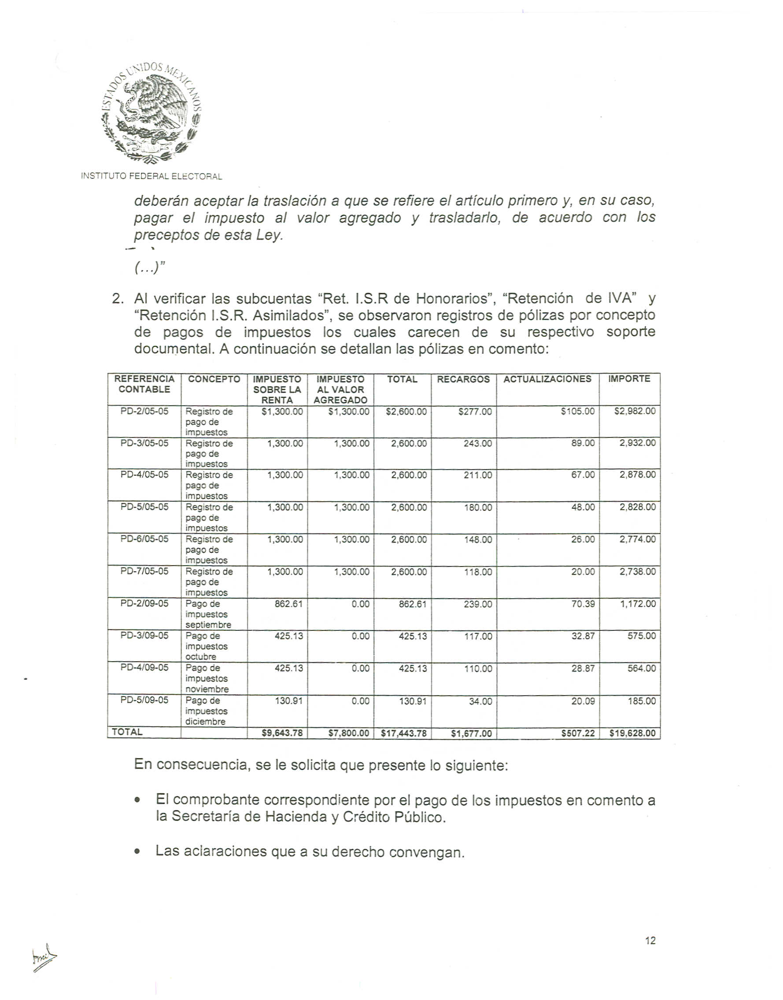 ESTADOS UNIDOS MEXICANOS
INSTITUTO FEDERAL ELECTORAL
deberán aceptar la traslación a que se refiere el artículo primero y, en su caso,
pagar el impuesto al valor agregado y trasladarlo, de acuerdo con los
preceptos de esta Ley.
(...)”
2. Al verificar las subcuentas “Ret. I.S.R de Honorarios”, “Retención de IVA” y
“Retención I.S.R. Asimilados”, se observaron registros de pólizas por concepto
de pagos de impuestos los cuales carecen de su respectivo soporte
documental. A continuación se detallan las pólizas en comento:
REFERENCIA CONCEPTO IMPUESTO IMPUESTO TOTAL RECARGOS ACTUALIZACIONES IMPORTE
CONTABLE SOBRE LA AL VALOR
RENTA AGREGADO
PD-2/05-05 Registro de $1,300.00 $1,300.00 $2,600.00 $277.00 $105.00 $2,982.00
pago de
impuestos
PD-3/05-05 Registro de 1,300.00 1,300.00 2,600.00 243.00 89.00 2,932.00
pago de
impuestos
PD-4/05-05 Registro de 1,300.00 1,300.00 2,600.00 211.00 67.00 2,878.00
pago de
impuestos
PD-5/05-05 Registro de 1,300.00 1,300.00 2,600.00 180.00 48.00 2,828.00
pago de
impuestos
PD-6/05-05 Registro de 1,300.00 1,300.00 2,600.00 148.00 26.00 2,774.00
pago de
impuestos
PD-7/05-05 Registro de 1,300.00 1,300.00 2,600.00 118.00 20.00 2,738.00
pago de
impuestos
PD-2/09-05 Pago de 862.61 0.00 862.61 239.00 70.39 1,172.00
impuestos
septiembre
PD-3/09-05 Pago de 425.13 0.00 425.13 117.00 32.87 575.00
impuestos
octubre
PD-4/09-05 Pago de 425.13 0.00 425.13 110.00 28.87 564.00
impuestos
noviembre
PD-5/09-05 Pago de 130.91 0.00 130.91 34.00 20.09 185.00
impuestos
diciembre
TOTAL $9,643.78 $7,800.00 $17,443.78 $1,677.00 $507.22 $19,628.00
En consecuencia, se le solicita que presente lo siguiente:
• El comprobante correspondiente por el pago de los impuestos en comento a
la Secretaría de Hacienda y Crédito Público.
• Las aclaraciones que a su derecho convengan.
12